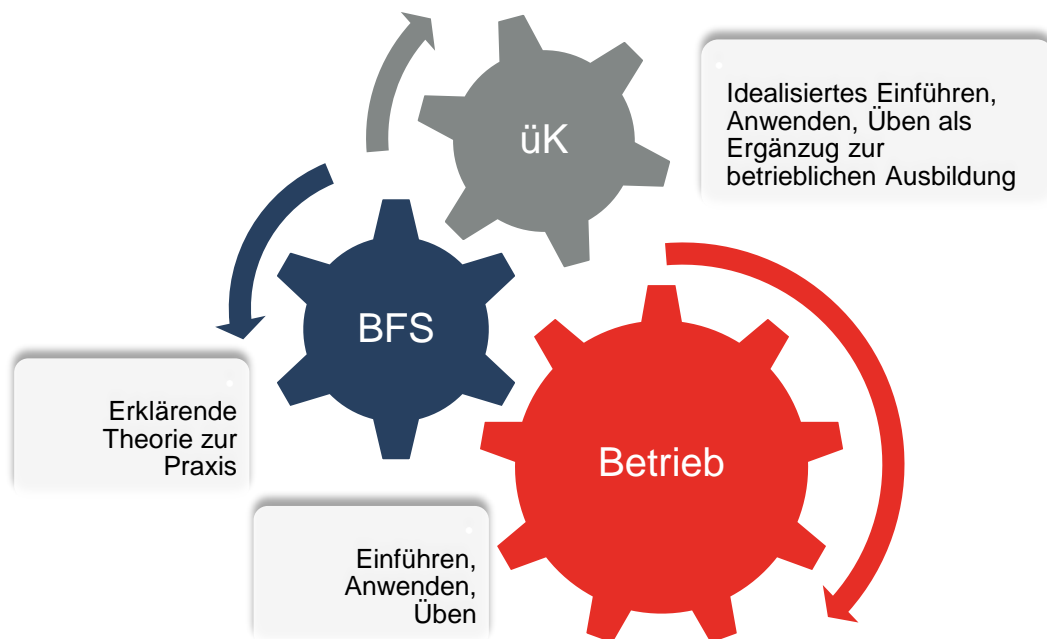 üK
Idealisiertes Einführen,
Anwenden, Üben als
Ergänzug zur
betrieblichen Ausbildung
BFS
Erklärende
Theorie zur
Praxis
Betrieb
Einführen,
Anwenden,
Üben